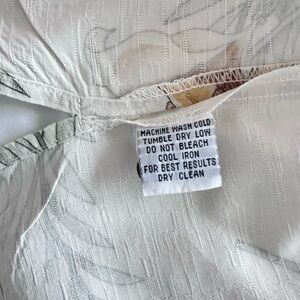 MACHINE WASH COLD
TUMBLE DRY LOW
DO NOT BLEACH
COOL IRON
FOR BEST RESULTS
DRY CLEAN